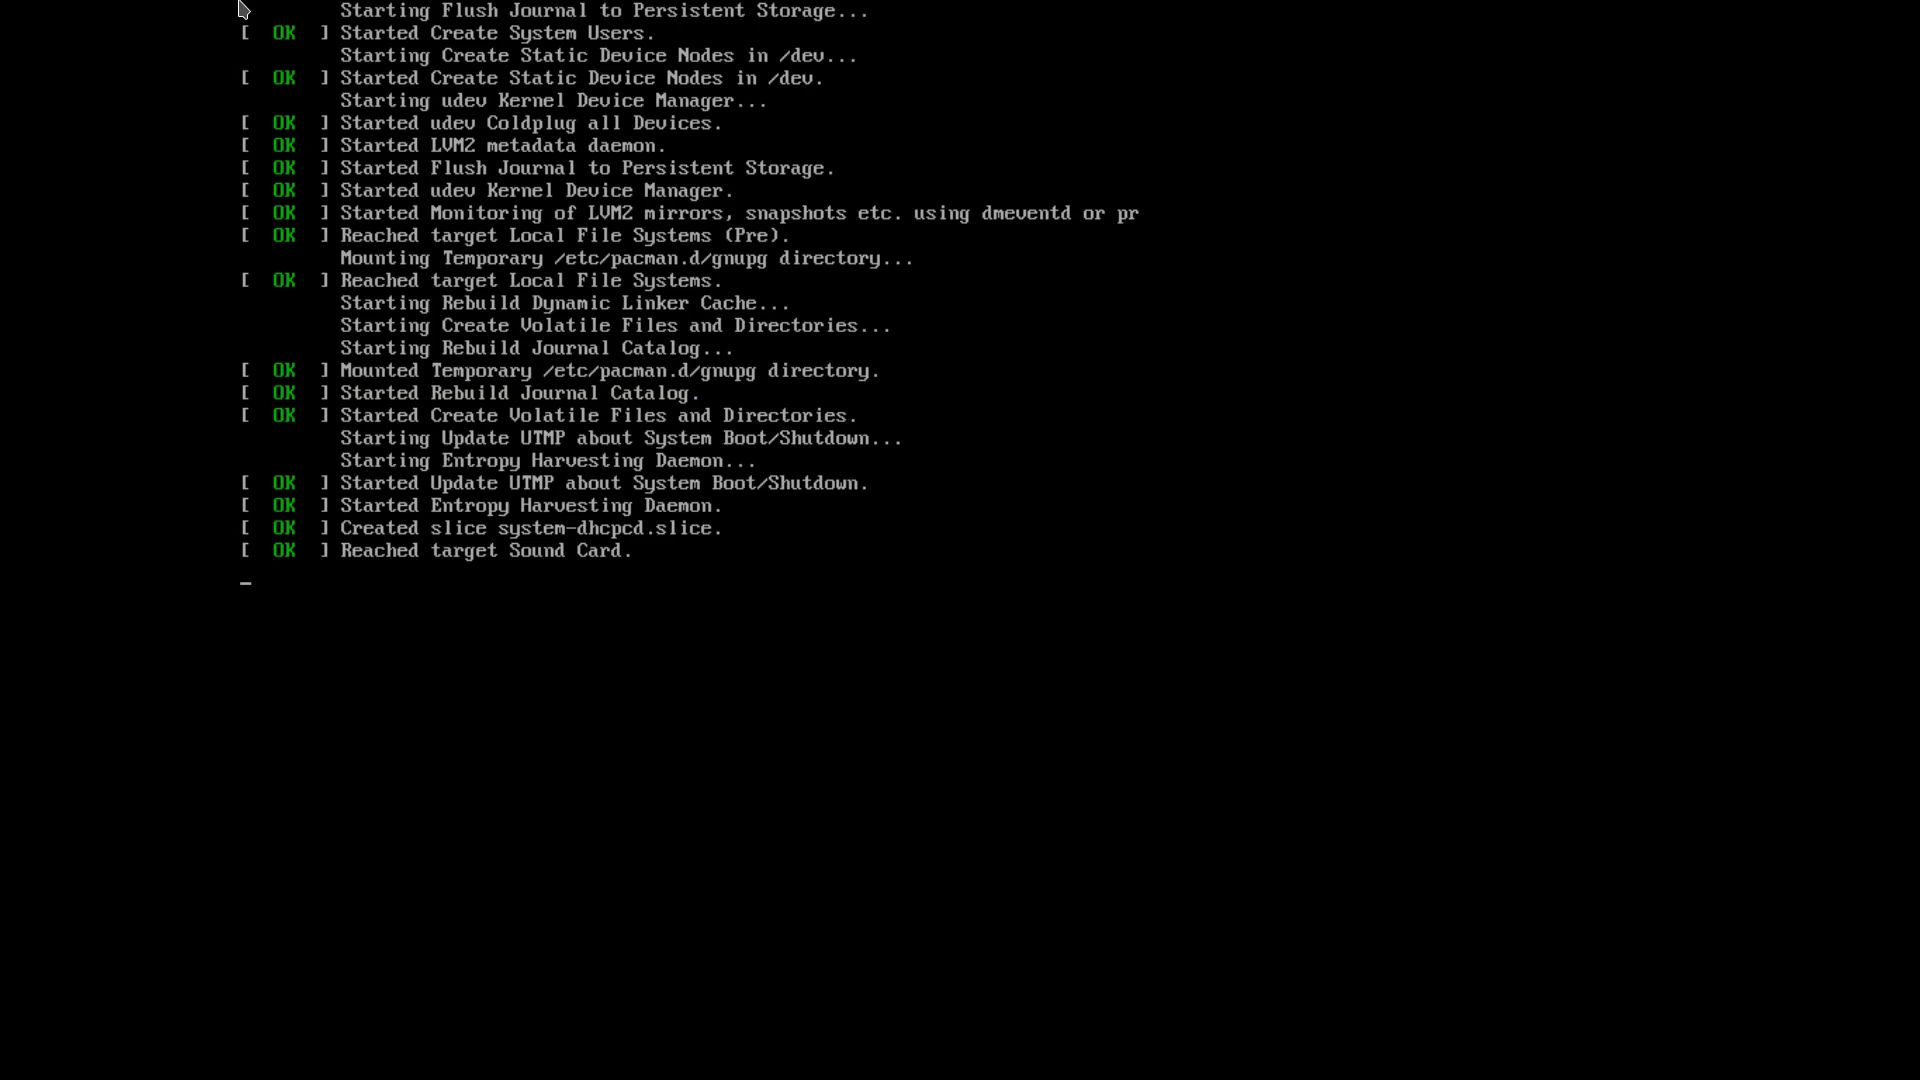 Starting Flush Journal to Persistent Storage...
[  OK  ] Started Create System Users.
Starting Create Static Device Nodes in /dev...
[  OK  ] Started Create Static Device Nodes in /dev.
Starting udev Kernel Device Manager...
[  OK  ] Started udev Coldplug all Devices.
[  OK  ] Started LVM2 metadata daemon.
[  OK  ] Started Flush Journal to Persistent Storage.
[  OK  ] Started udev Kernel Device Manager.
[  OK  ] Started Monitoring of LVM2 mirrors, snapshots etc. using dmeventd or pr
[  OK  ] Reached target Local File Systems (Pre).
Mounting Temporary /etc/pacman.d/gnupg directory...
[  OK  ] Reached target Local File Systems.
Starting Rebuild Dynamic Linker Cache...
Starting Create Volatile Files and Directories...
Starting Rebuild Journal Catalog...
[  OK  ] Mounted Temporary /etc/pacman.d/gnupg directory.
[  OK  ] Started Rebuild Journal Catalog.
[  OK  ] Started Create Volatile Files and Directories.
Starting Update UTMP about System Boot/Shutdown...
Starting Entropy Harvesting Daemon...
[  OK  ] Started Update UTMP about System Boot/Shutdown.
[  OK  ] Started Entropy Harvesting Daemon.
[  OK  ] Created slice system-dhcpcd.slice.
[  OK  ] Reached target Sound Card.